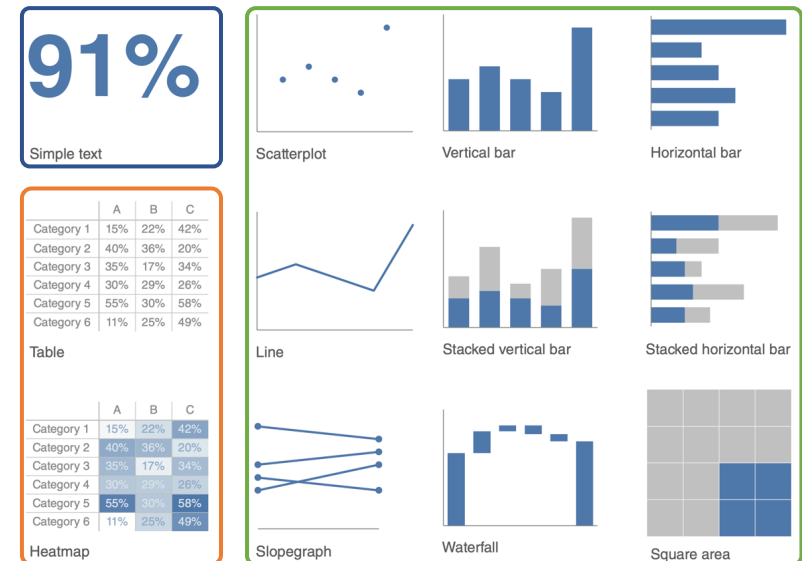 91%
Simple text
Scatterplot
Vertical bar
Horizontal bar
A B C
Category 1 15% 22% 42%
Category 2 40% 36% 20%
Category 3 35% 17% 34%
Category 4 30% 29% 26%
Category 5 55% 30% 58%
Category 6 11% 25% 49%
Table
Line
Stacked vertical bar
Stacked horizontal bar
A B C
Category 1 15% 22% 42%
Category 2 40% 36% 20%
Category 3 35% 17% 34%
Category 4 30% 29% 26%
Category 5 55% 30% 58%
Category 6 11% 25% 49%
Heatmap
Slopegraph
Waterfall
Square area